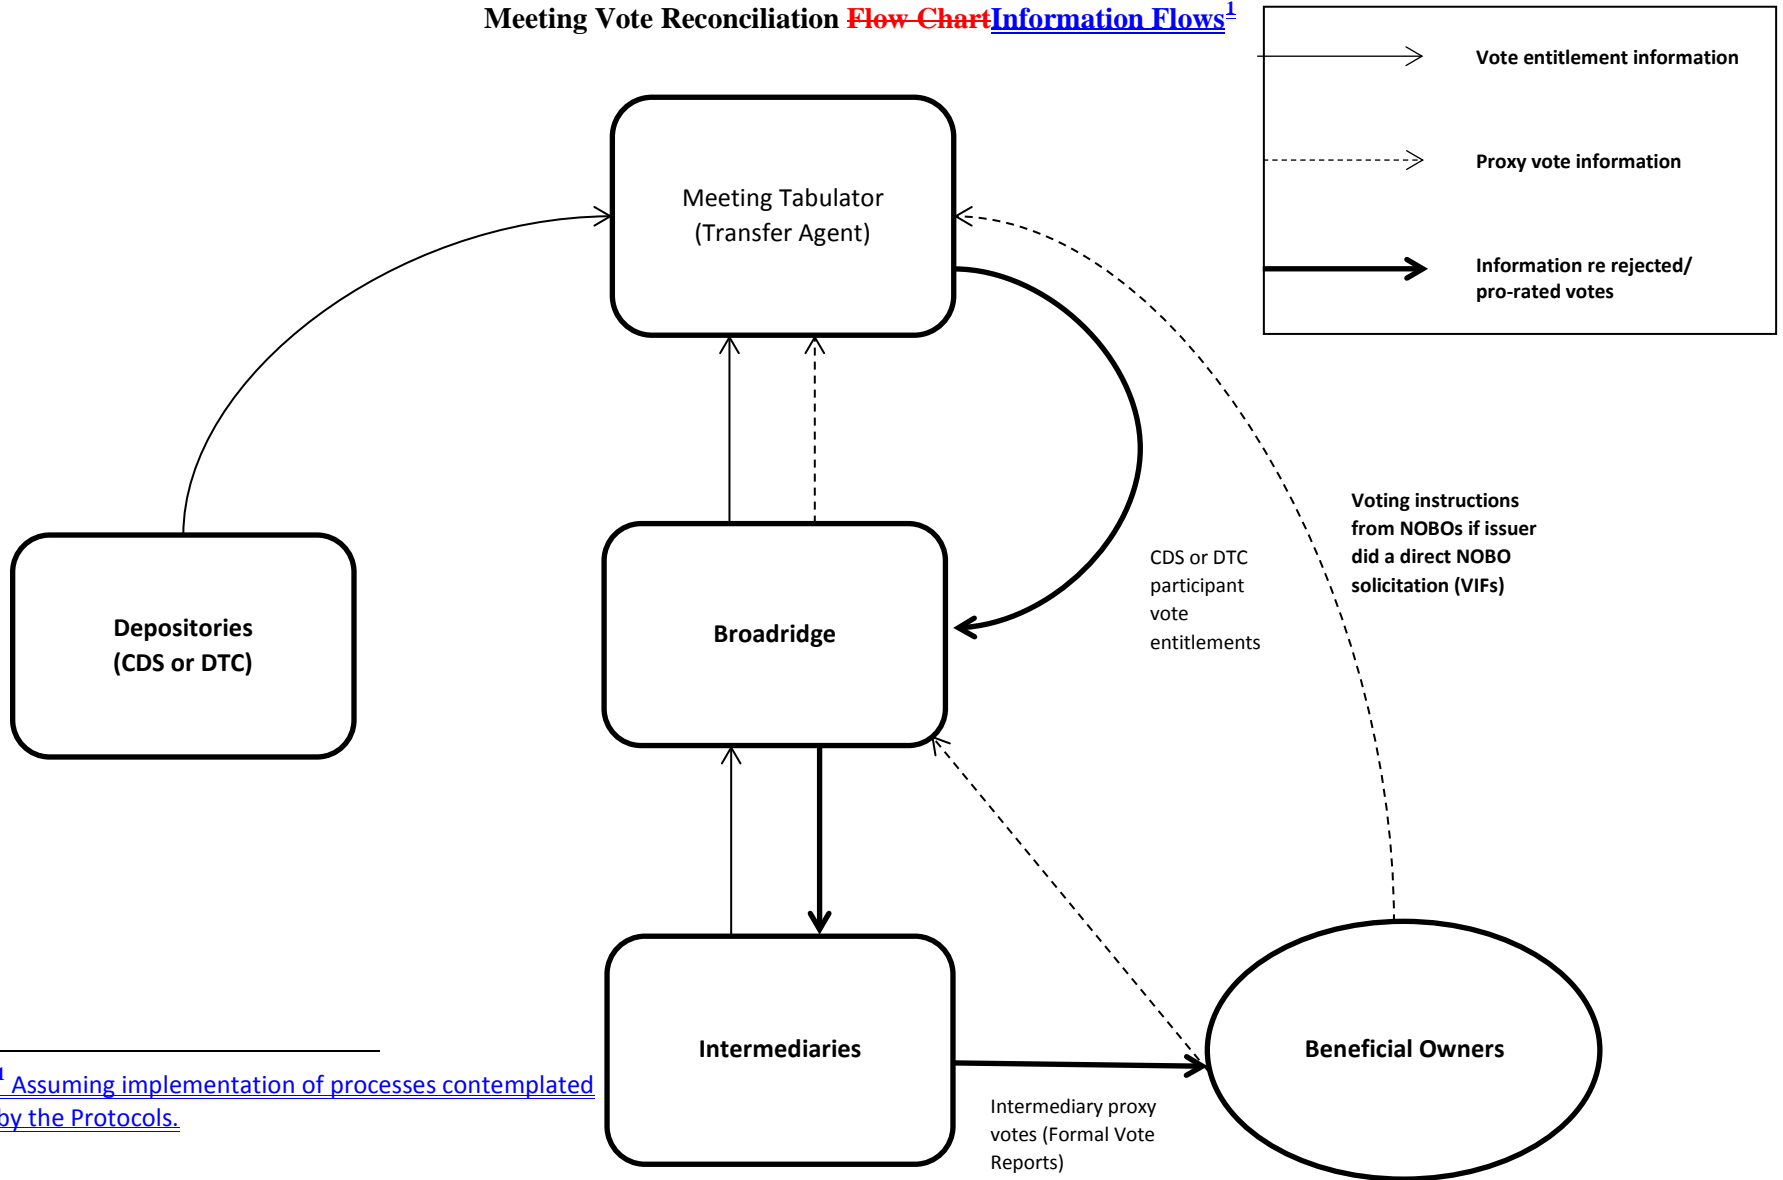 Meeting Vote Reconciliation Flow ChartInformation Flows1
Vote entitlement information
Proxy vote information
Information re rejected/
pro-rated votes
Meeting Tabulator
(Transfer Agent)
Voting instructions
from NOBOs if issuer
did a direct NOBO
solicitation (VIFs)
CDS or DTC
participant
vote
entitlements
Depositories
(CDS or DTC)
Broadridge
Intermediaries
Beneficial Owners
Intermediary proxy
votes (Formal Vote
Reports)
1 Assuming implementation of processes contemplated
by the Protocols.